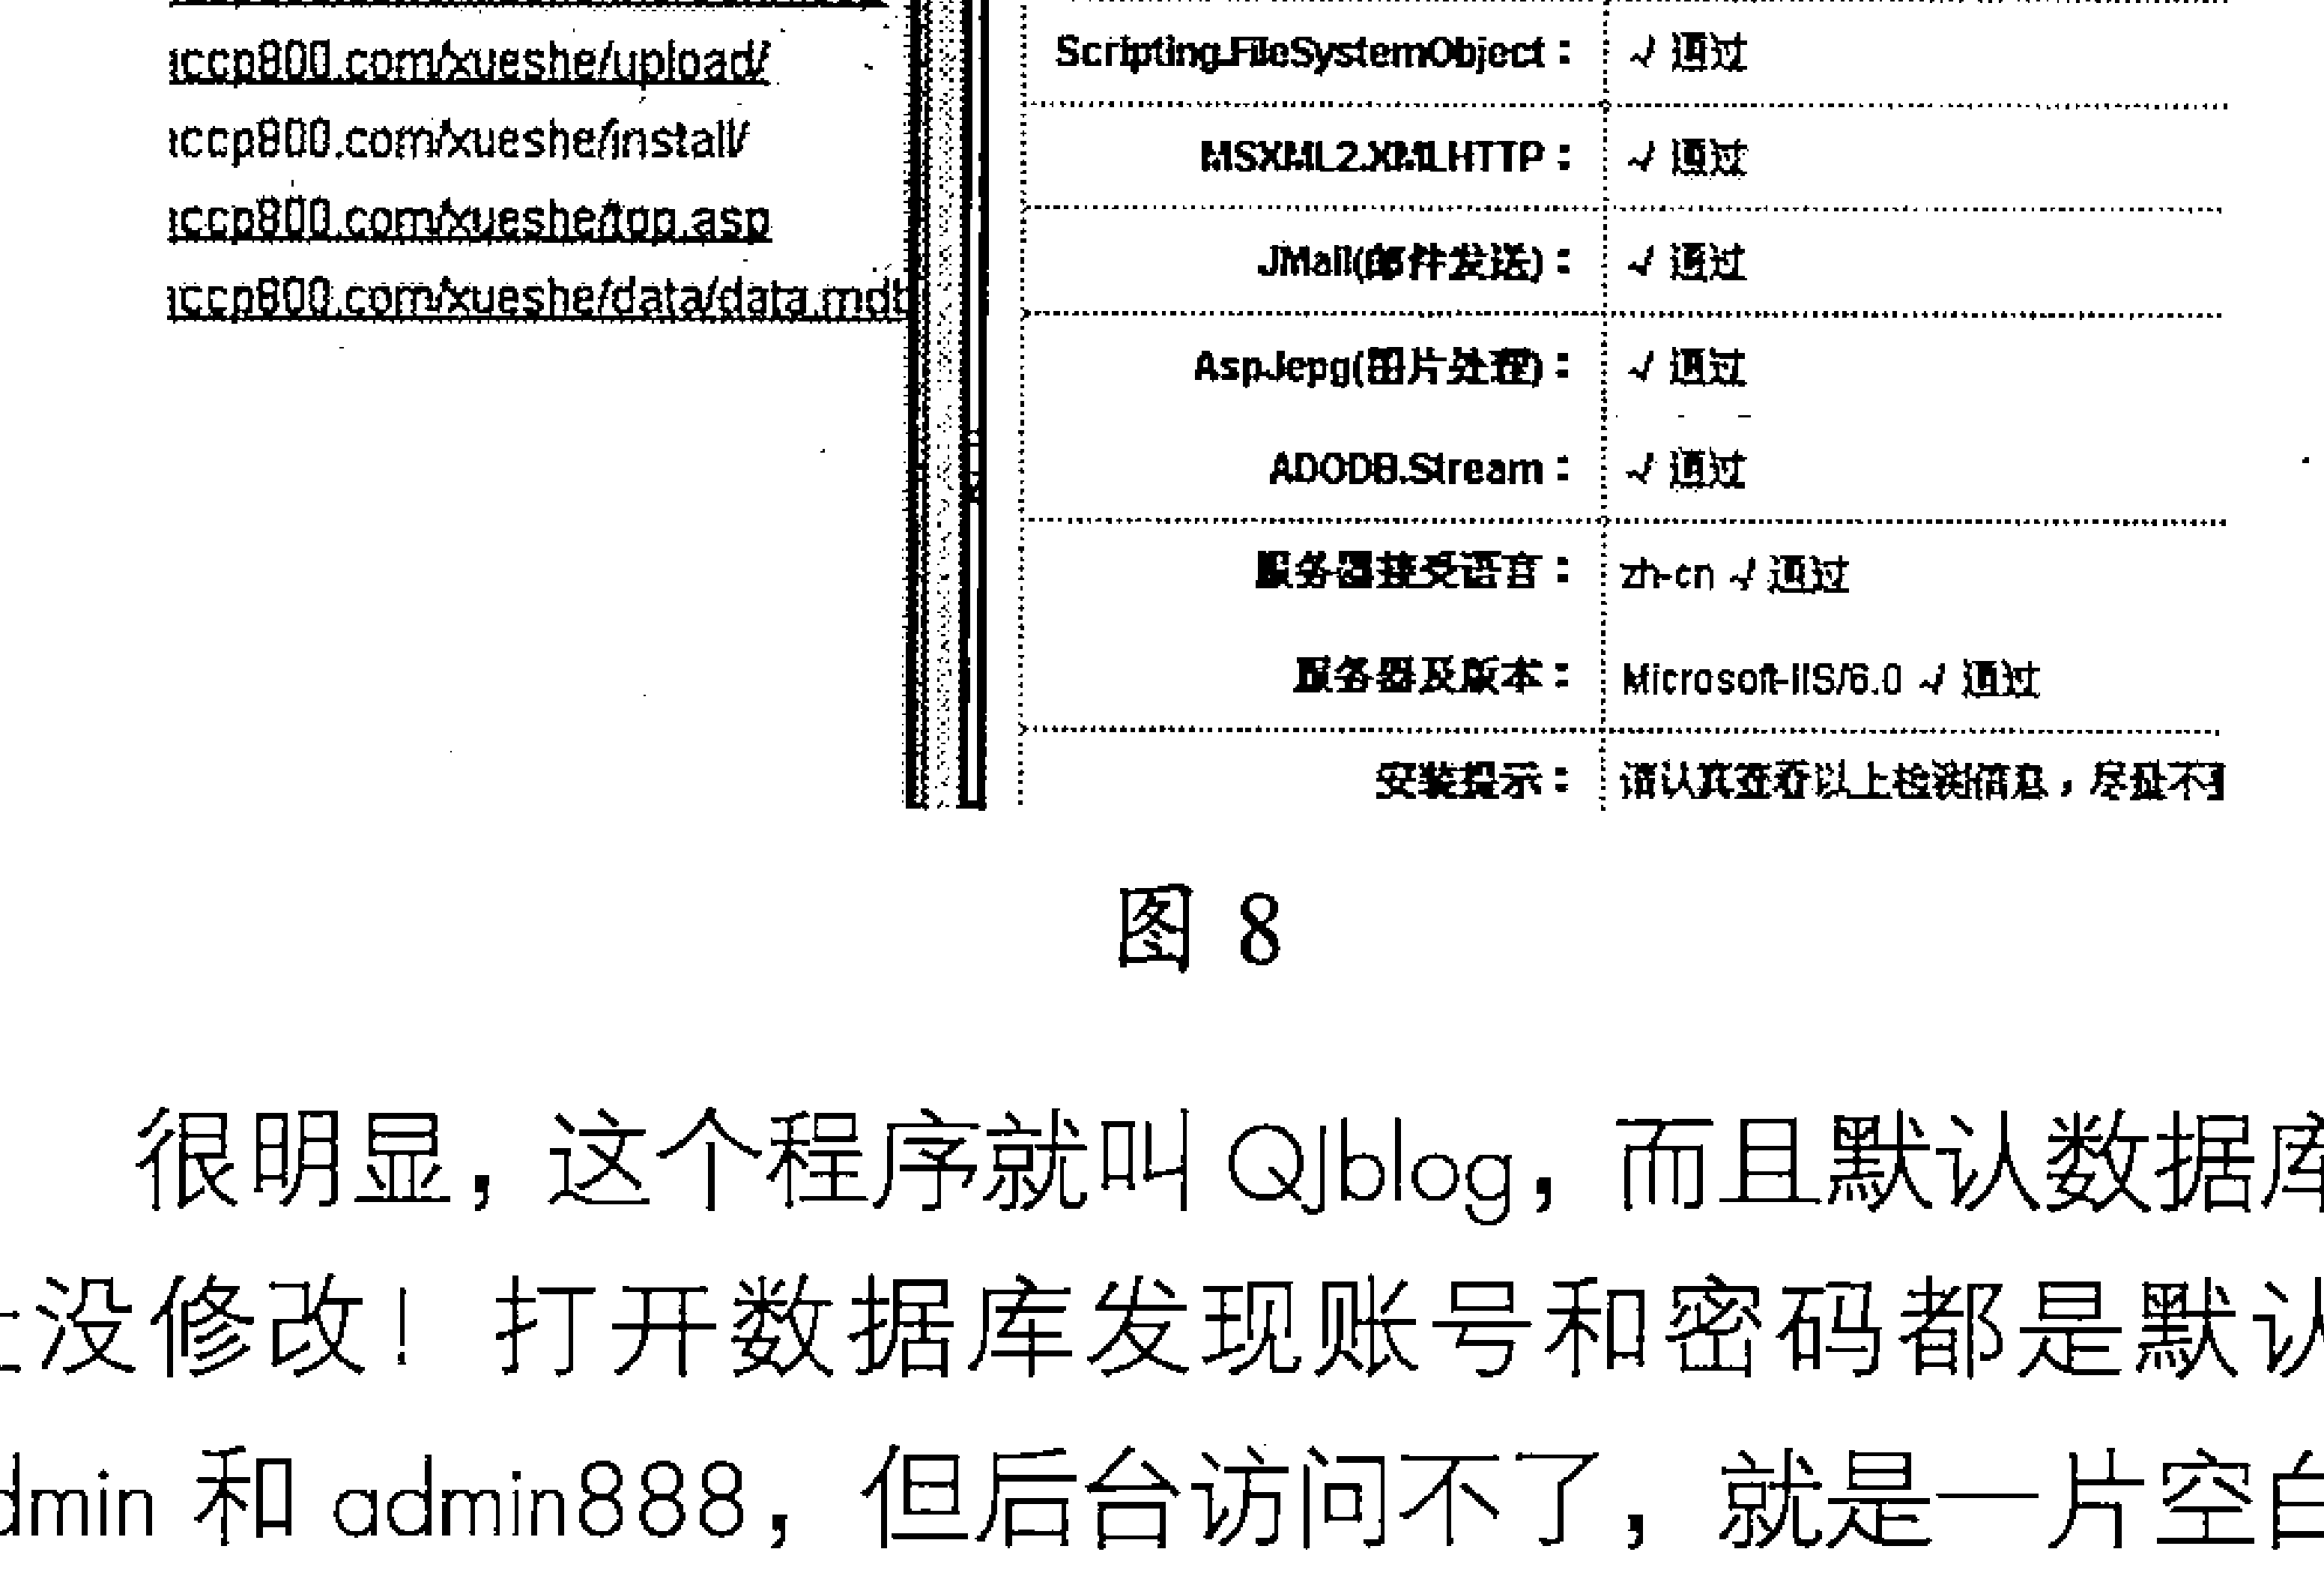 ccp800.com/xueshe/upload/
ccp800.com/xueshe/install/
ccp800.com/xueshe/top.asp
ccp800.com/xueshe/data/data.mdb
Scripting.FileSystemObject： √ 通过
MSXML2.XMLHTTP： √ 通过
JMail(邮件发送)： √ 通过
AspJepg(图片处理)： √ 通过
ADODB.Stream： √ 通过
服务器接受语言： zh-cn √ 通过
服务器及版本： Microsoft-IIS/6.0 √ 通过
安装提示： 请认真查看以上检测信息，尽量不
图 8
很明显，这个程序就叫 QJblog，而且默认数据库
没修改！打开数据库发现账号和密码都是默认
dmin 和 admin888，但后台访问不了，就是一片空白